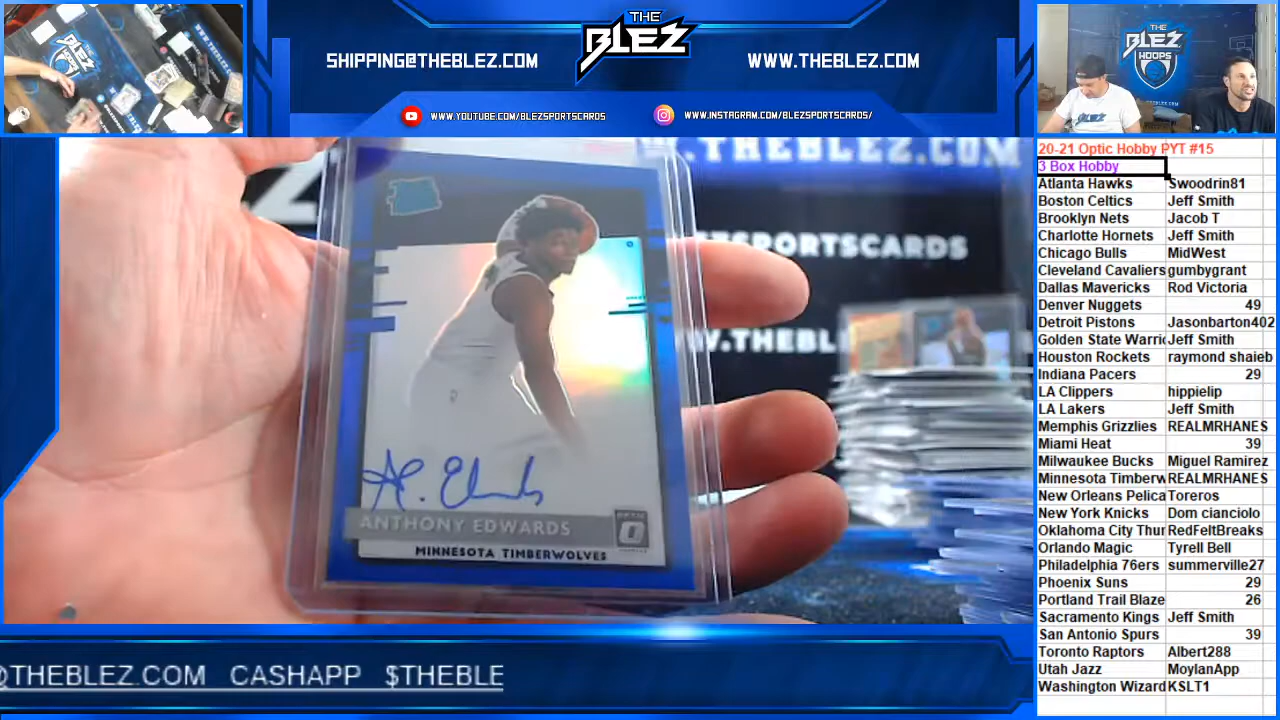 THE
BLEZ
SHIPPING@THEBLEZ.COM
WWW.THEBLEZ.COM
WWW.YOUTUBE.COM/BLEZSPORTSCARDS
WWW.INSTAGRAM.COM/BLEZSPORTSCARDS/
THE
BLEZ
HOOPS
W.THEBLEZ.COM
ZSPORTSCARDS
WW.THEBLEZ
ANTHONY EDWARDS
OPTIC
MINNESOTA TIMBERWOLVES
@THEBLEZ.COM CASHAPP $THEBLE
20-21 Optic Hobby PYT #15
3 Box Hobby
Atlanta Hawks Swoodrin81
Boston Celtics Jeff Smith
Brooklyn Nets Jacob T
Charlotte Hornets Jeff Smith
Chicago Bulls MidWest
Cleveland Cavaliers gumbygrant
Dallas Mavericks Rod Victoria
Denver Nuggets 49
Detroit Pistons Jasonbarton402
Golden State Warri Jeff Smith
Houston Rockets raymond shaieb
Indiana Pacers 29
LA Clippers hippielip
LA Lakers Jeff Smith
Memphis Grizzlies REALMRHANES
Miami Heat 39
Milwaukee Bucks Miguel Ramirez
Minnesota Timberw REALMRHANES
New Orleans Pelica Toreros
New York Knicks Dom cianciolo
Oklahoma City Thur RedFeltBreaks
Orlando Magic Tyrell Bell
Philadelphia 76ers summerville27
Phoenix Suns 29
Portland Trail Blaze 26
Sacramento Kings Jeff Smith
San Antonio Spurs 39
Toronto Raptors Albert288
Utah Jazz MoylanApp
Washington Wizard KSLT1